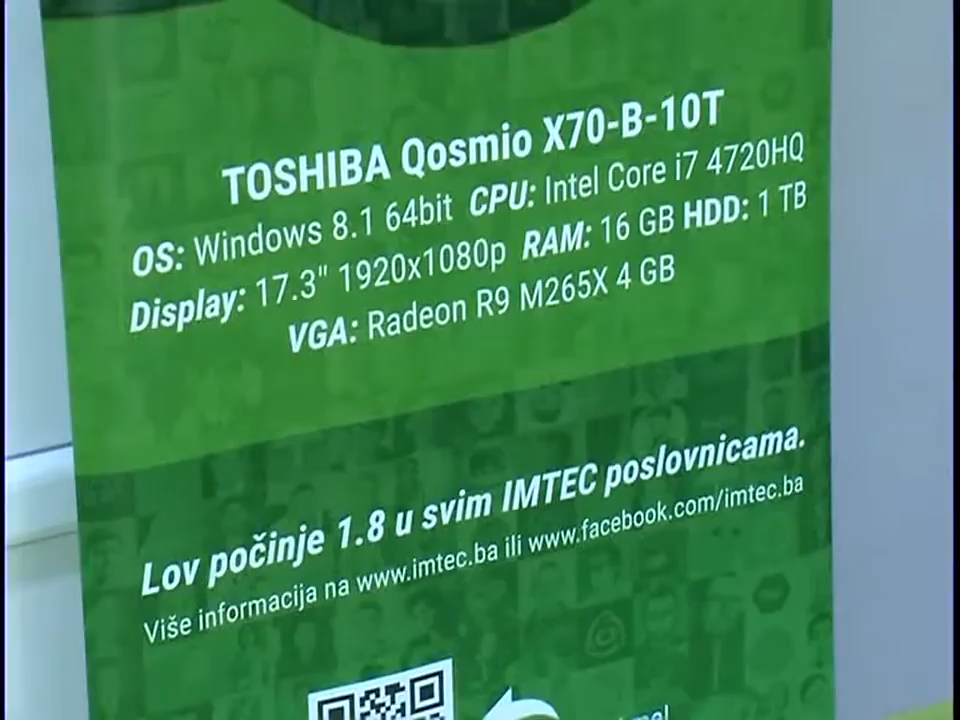 TOSHIBA Qosmio X70-B-10T
OS: Windows 8.1 64bit CPU: Intel Core i7 4720HQ
Display: 17.3" 1920x1080p RAM: 16 GB HDD: 1 TB
VGA: Radeon R9 M265X 4 GB
Lov počinje 1.8 u svim IMTEC poslovnicama.
Više informacija na www.imtec.ba ili www.facebook.com/imtec.ba